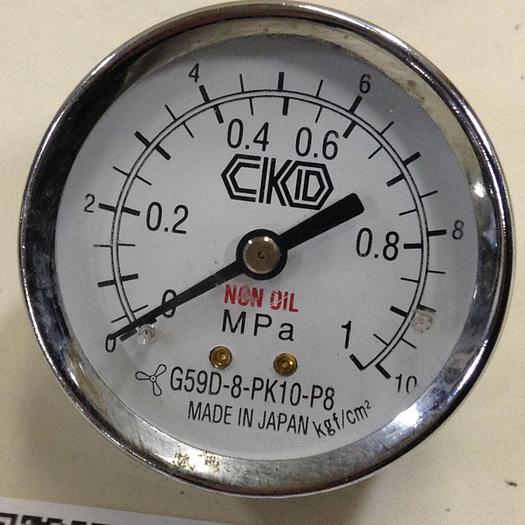 4 6
0.4 0.6
CKD
2 0.2 0.8 8
NON OIL
0 MPa 1
0 10
G59D-8-PK10-P8
MADE IN JAPAN kgf/cm²